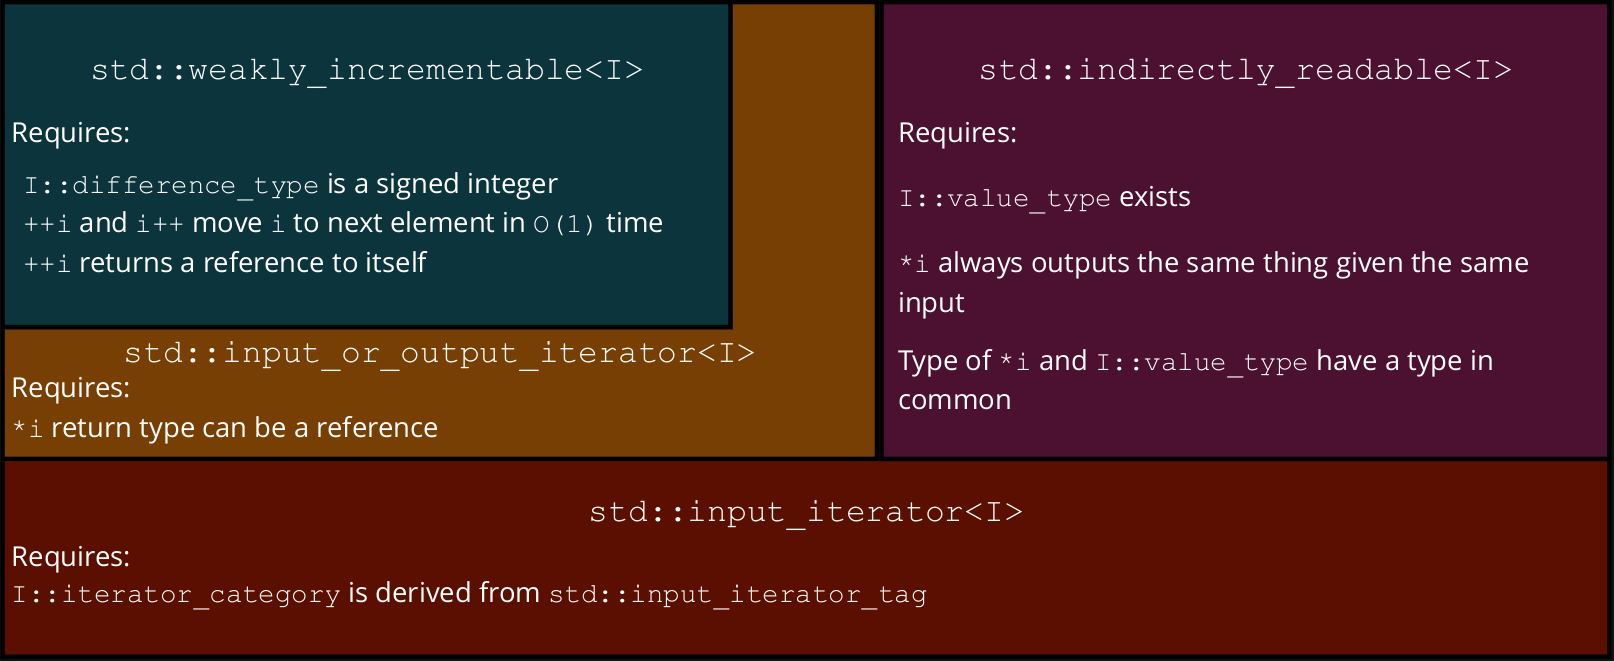 std::weakly_incrementable<I>
Requires:
I::difference_type is a signed integer
++i and i++ move i to next element in O(1) time
++i returns a reference to itself
std::input_or_output_iterator<I>
Requires:
*i return type can be a reference
std::indirectly_readable<I>
Requires:
I::value_type exists
*i always outputs the same thing given the same
input
Type of *i and I::value_type have a type in
common
std::input_iterator<I>
Requires:
I::iterator_category is derived from std::input_iterator_tag